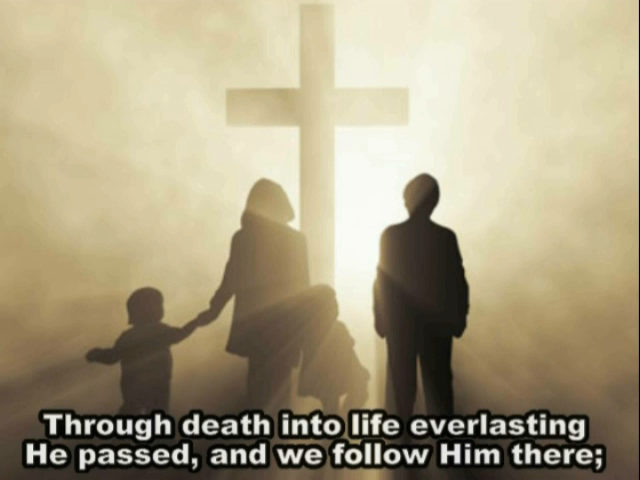 Through death into life everlasting
He passed, and we follow Him there;